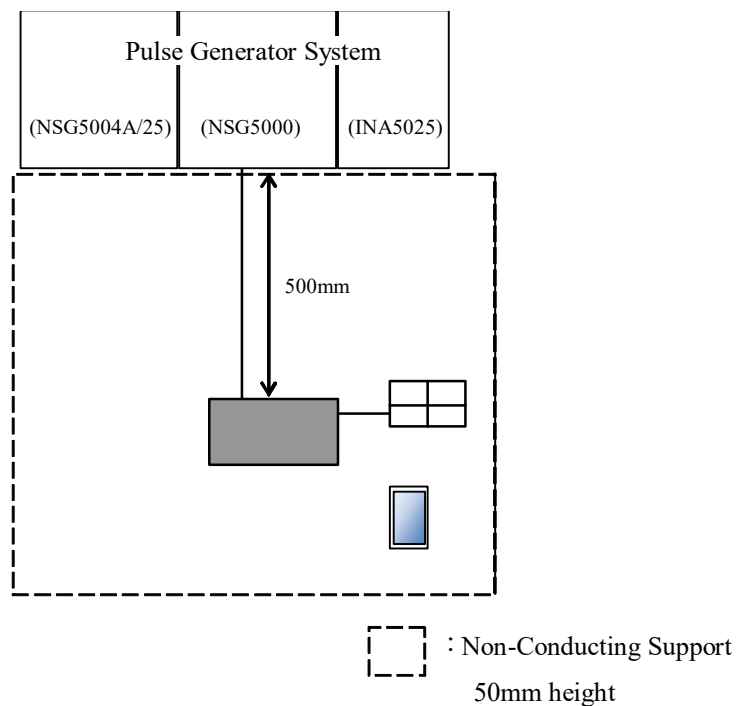 Pulse Generator System
(NSG5004A/25) (NSG5000) (INA5025)
500mm
：Non-Conducting Support
50mm height